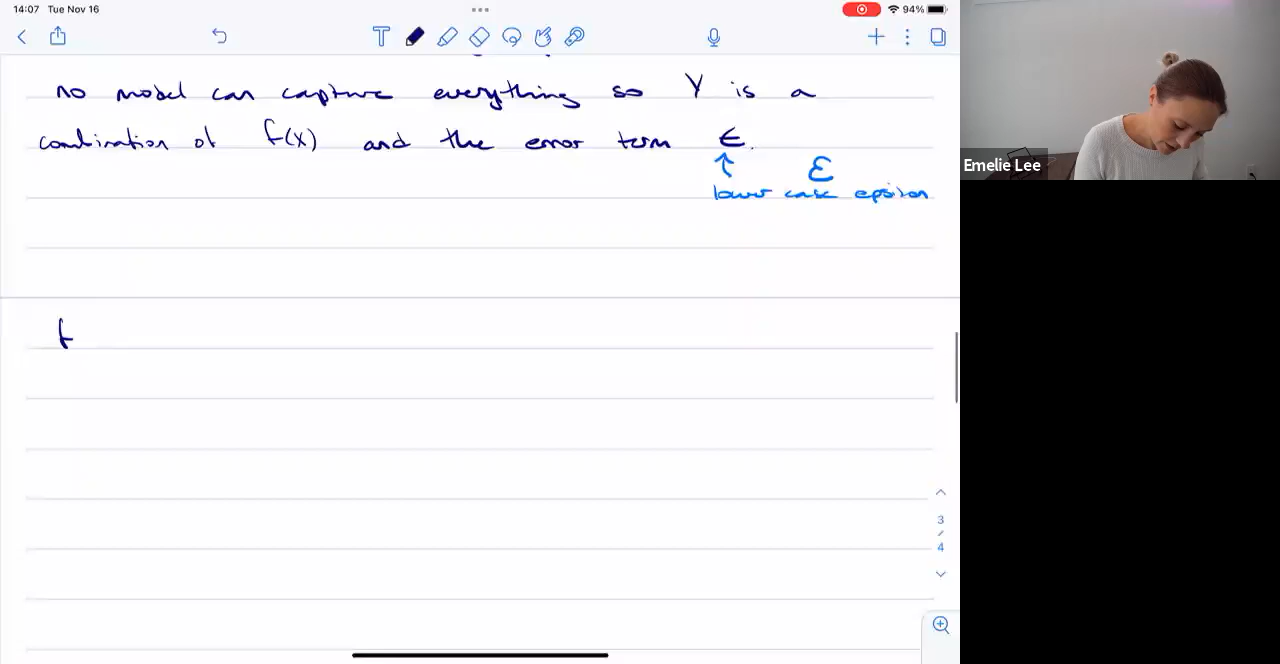 14:07 Tue Nov 16
94%
no model can capture everything so Y is a
combination of f(x) and the error term ϵ.
↑ ε
lower case epsilon
t
3
/
4
Emelie Lee